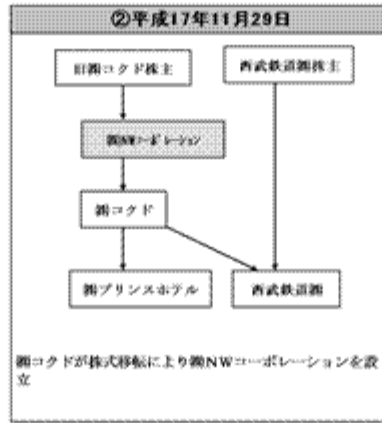 ②平成17年11月29日
旧㈱コクド株主
西武鉄道㈱株主
㈱NWコーポレーション
㈱コクド
㈱プリンスホテル
西武鉄道㈱
㈱コクドが株式移転により㈱NWコーポレーションを設
立